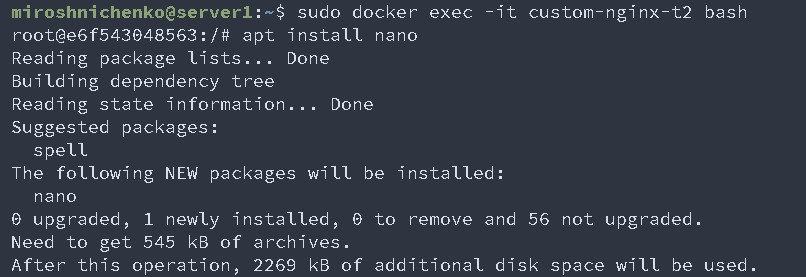 miroshnichenko@server1:~$ sudo docker exec -it custom-nginx-t2 bash
root@e6f543048563:/# apt install nano
Reading package lists... Done
Building dependency tree
Reading state information... Done
Suggested packages:
  spell
The following NEW packages will be installed:
  nano
0 upgraded, 1 newly installed, 0 to remove and 56 not upgraded.
Need to get 545 kB of archives.
After this operation, 2269 kB of additional disk space will be used.